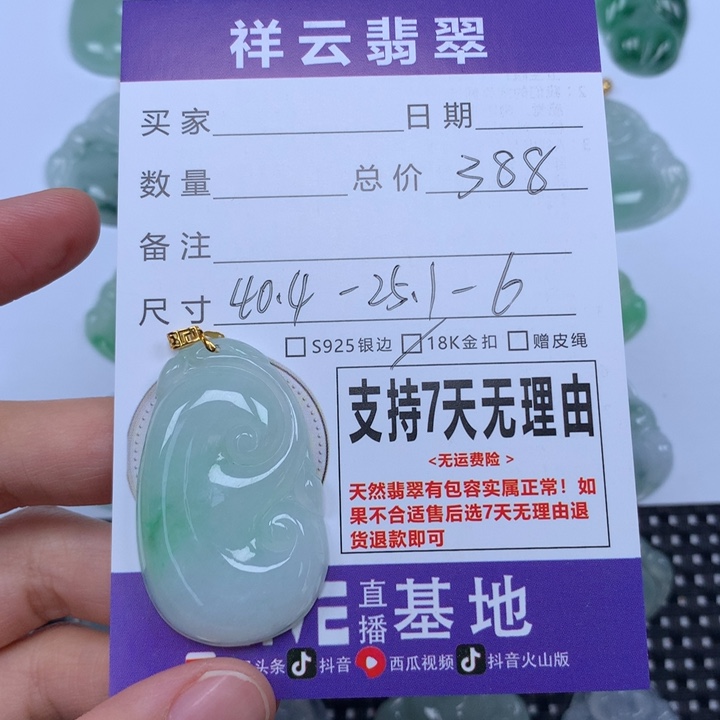 祥云翡翠
买家 日期
数量 总价 388
备注
尺寸 40.4-25.1-6
□S925银边 □18K金扣 □赠皮绳
支持7天无理由
<无运费险>
天然翡翠有包容实属正常！如
果不合适售后选7天无理由退
货退款即可
VE直播基地
头条 抖音 西瓜视频 抖音火山版